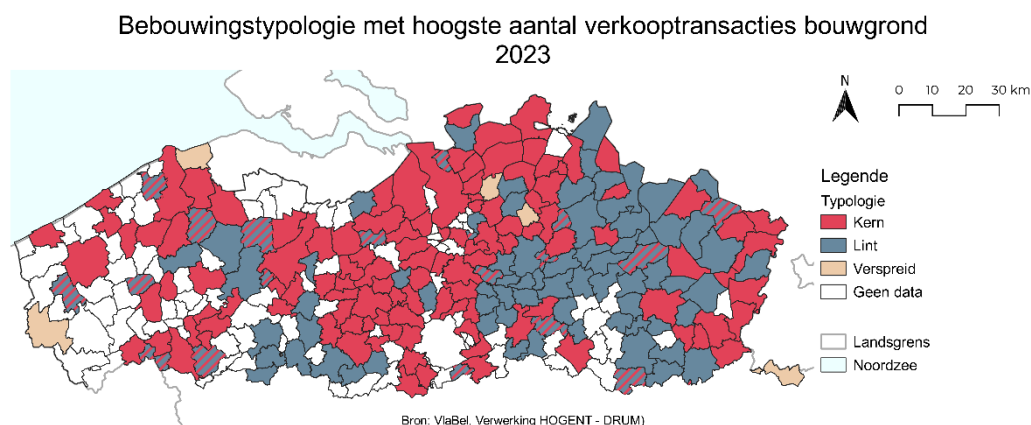 Bebouwingstypologie met hoogste aantal verkooptransacties bouwgrond
2023
N
0 10 20 30 km
Legende
Typologie
Kern
Lint
Verspreid
Geen data
Landsgrens
Noordzee
Bron: VlaBel. Verwerking HOGENT - DRUM)